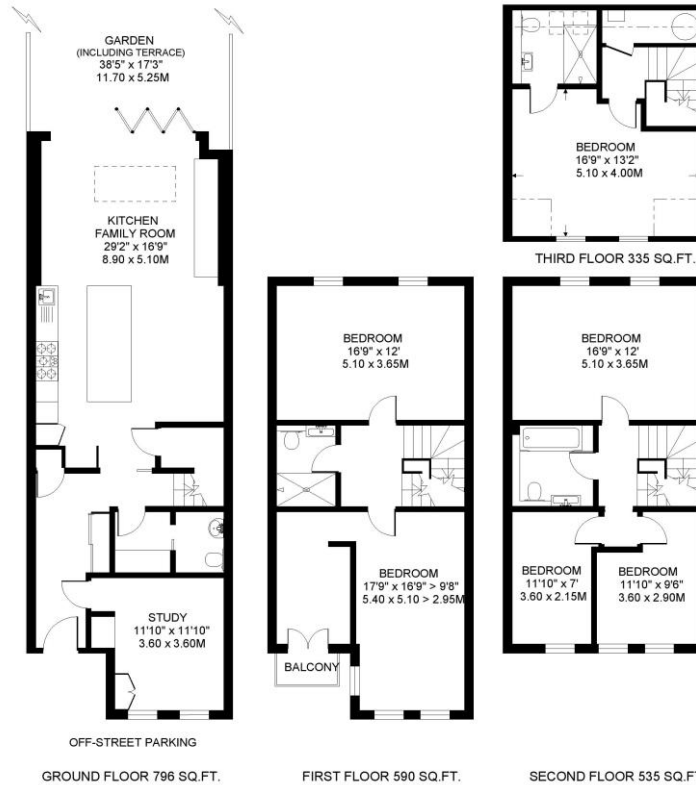 GARDEN
(INCLUDING TERRACE)
38'5" x 17'3"
11.70 x 5.25M
KITCHEN
FAMILY ROOM
29'2" x 16'9"
8.90 x 5.10M
STUDY
11'10" x 11'10"
3.60 x 3.60M
OFF-STREET PARKING
GROUND FLOOR 796 SQ.FT.
BEDROOM
16'9" x 12'
5.10 x 3.65M
BEDROOM
17'9" x 16'9" > 9'8"
5.40 x 5.10 > 2.95M
BALCONY
FIRST FLOOR 590 SQ.FT.
BEDROOM
16'9" x 13'2"
5.10 x 4.00M
THIRD FLOOR 335 SQ.FT.
BEDROOM
16'9" x 12'
5.10 x 3.65M
BEDROOM
11'10" x 7'
3.60 x 2.15M
BEDROOM
11'10" x 9'6"
3.60 x 2.90M
SECOND FLOOR 535 SQ.F